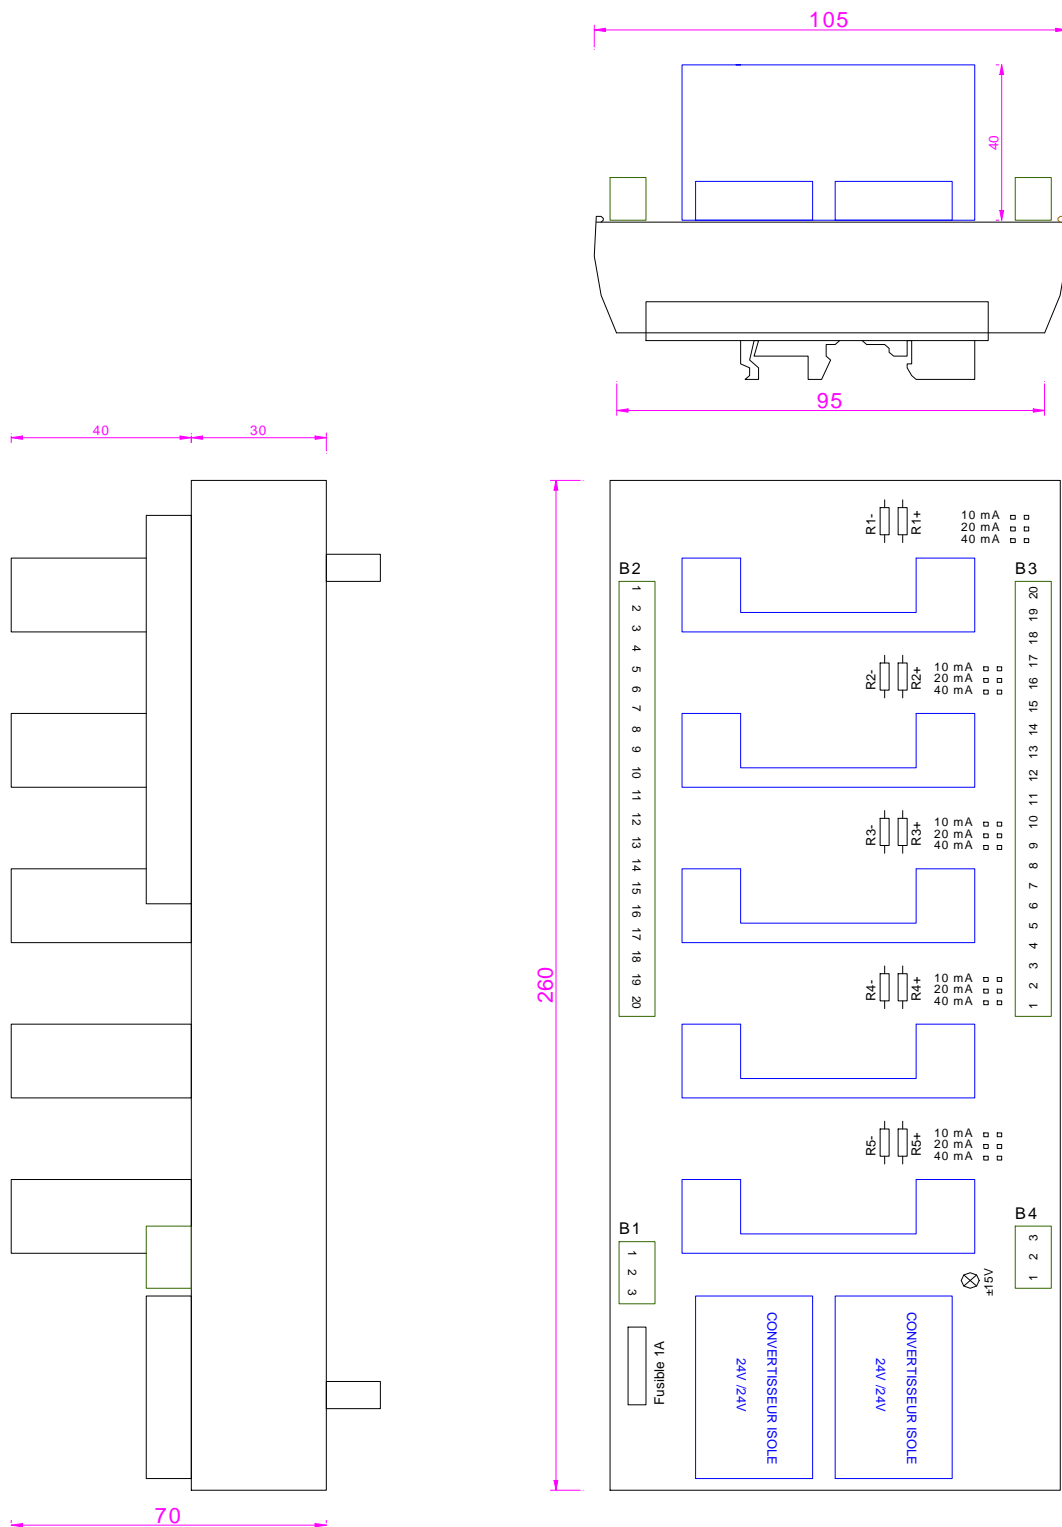 105
40
95
40
30
R1-
R1+
10 mA
20 mA
40 mA
B2
B3
1
2
3
4
5
6
7
8
9
10
11
12
13
14
15
16
17
18
19
20
20
19
18
17
16
15
14
13
12
11
10
9
8
7
6
5
4
3
2
1
R2-
R2+
10 mA
20 mA
40 mA
R3-
R3+
10 mA
20 mA
40 mA
260
R4-
R4+
10 mA
20 mA
40 mA
R5-
R5+
10 mA
20 mA
40 mA
B1
1
2
3
B4
3
2
1
±15V
Fusible 1A
CONVERTISSEUR ISOLE
24V /24V
CONVERTISSEUR ISOLE
24V /24V
70